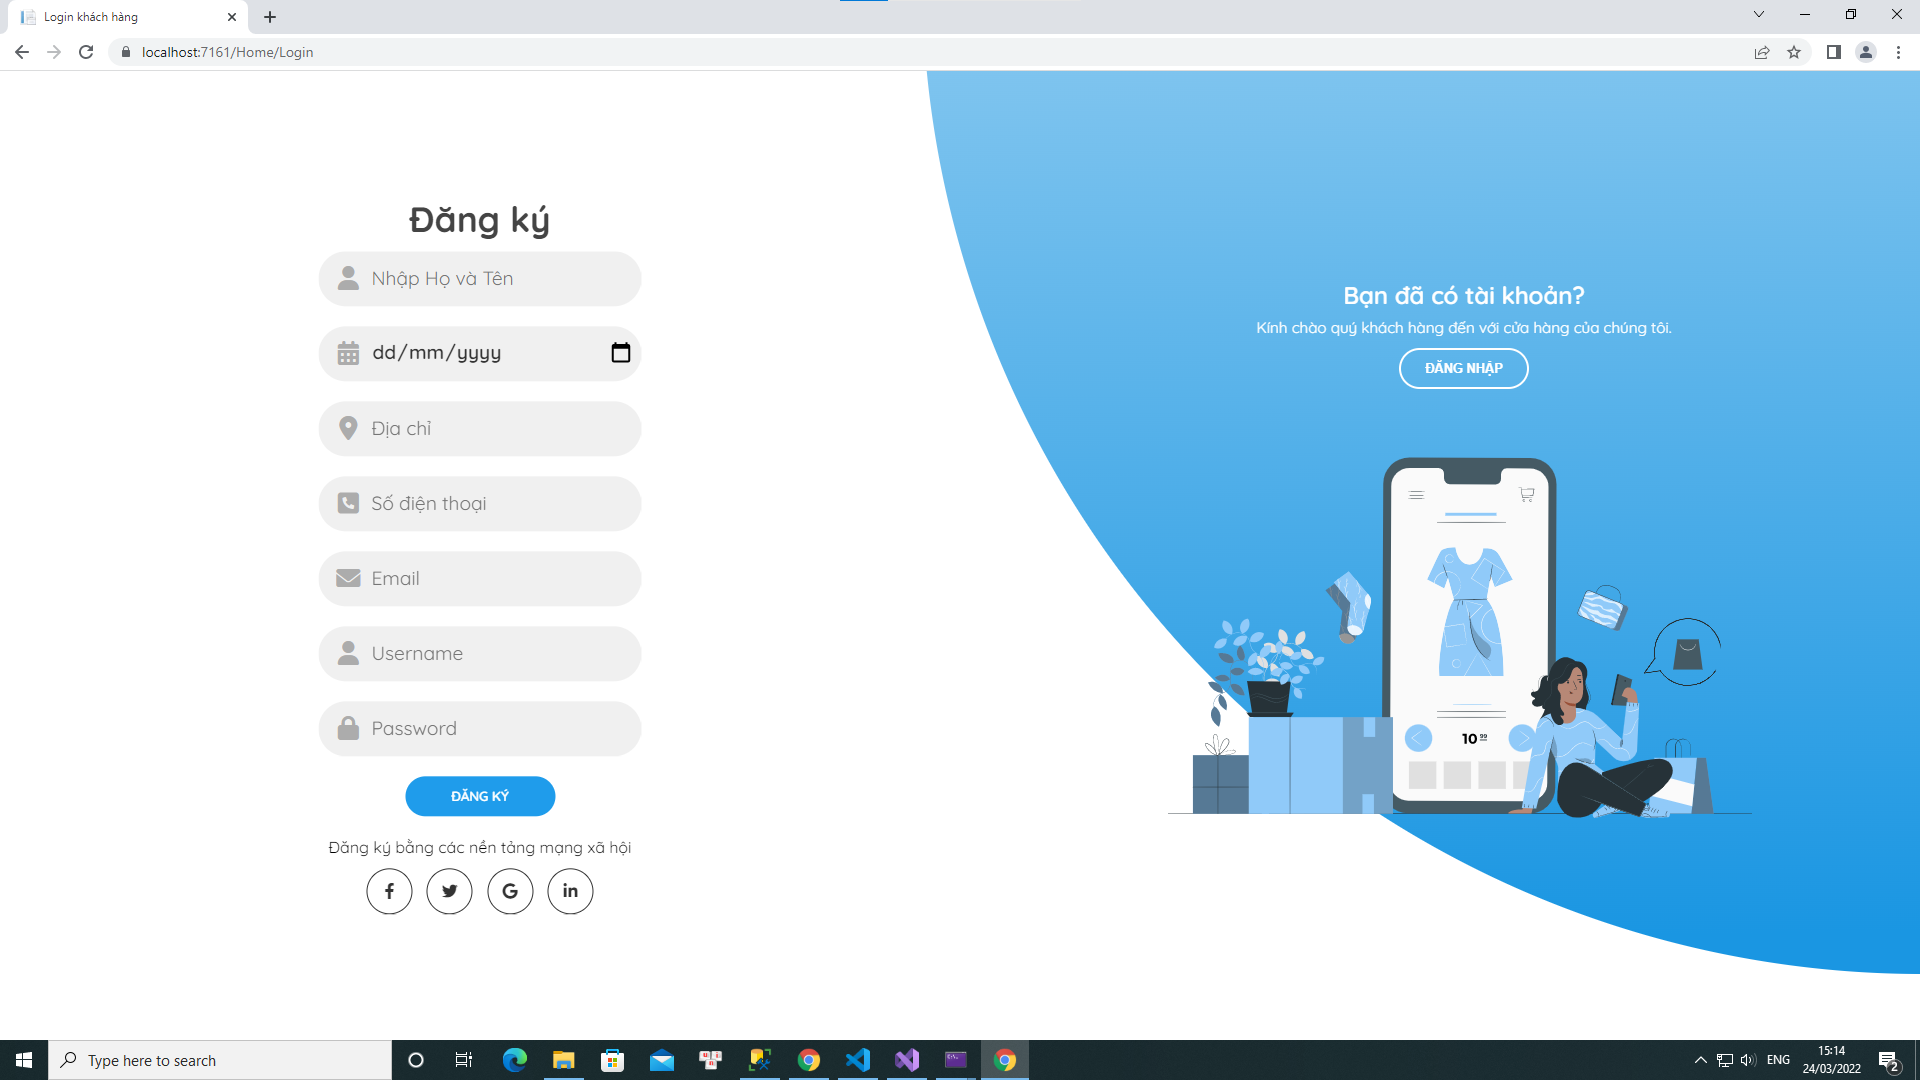 Login khách hàng
localhost:7161/Home/Login
Đăng ký
Nhập Họ và Tên
dd/mm/yyyy
Địa chỉ
Số điện thoại
Email
Username
Password
ĐĂNG KÝ
Đăng ký bằng các nền tảng mạng xã hội
Bạn đã có tài khoản?
Kính chào quý khách hàng đến với cửa hàng của chúng tôi.
ĐĂNG NHẬP
10 99
Type here to search
ENG
15:14
24/03/2022
2